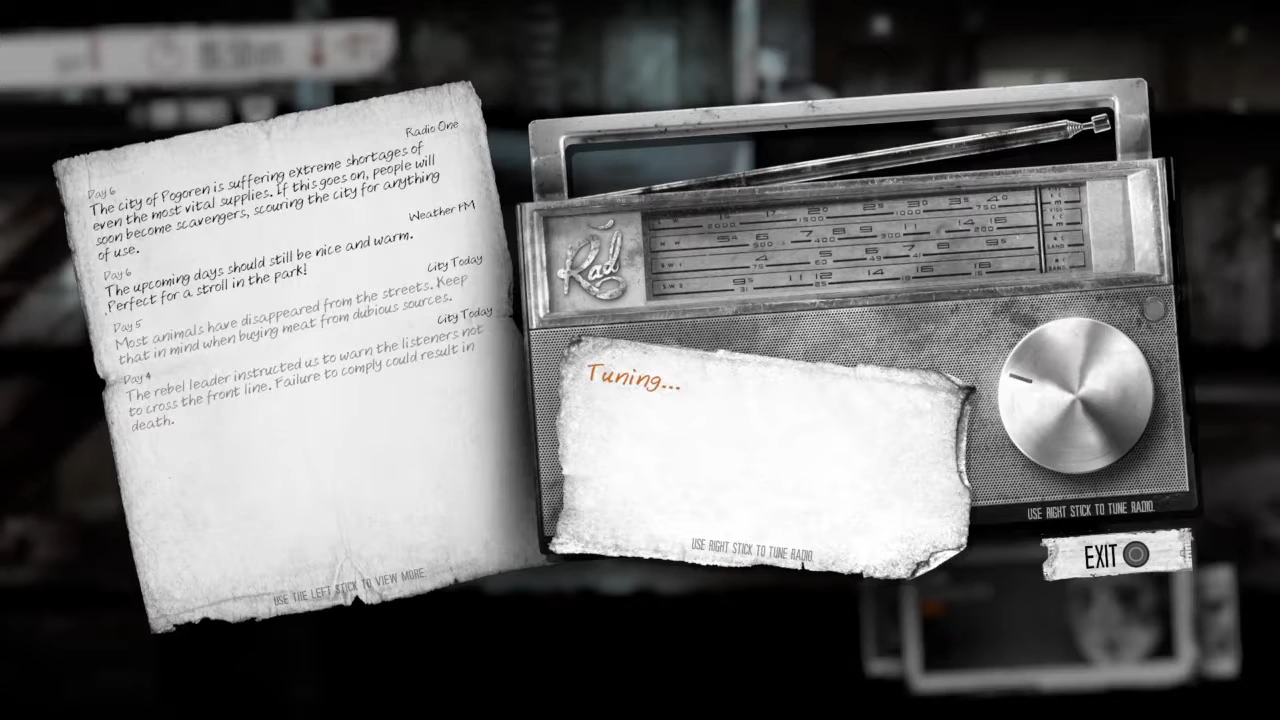 Radio One
Day 6
The city of Pogoren is suffering extreme shortages of
even the most vital supplies. If this goes on, people will
soon become scavengers, scouring the city for anything
of use.
Weather FM
Day 6
The upcoming days should still be nice and warm.
Perfect for a stroll in the park!
City Today
Day 5
Most animals have disappeared from the streets. Keep
that in mind when buying meat from dubious sources.
City Today
Day 4
The rebel leader instructed us to warn the listeners not
to cross the front line. Failure to comply could result in
death.
USE THE LEFT STICK TO VIEW MORE.
Rad
Tuning...
USE RIGHT STICK TO TUNE RADIO.
USE RIGHT STICK TO TUNE RADIO.
EXIT